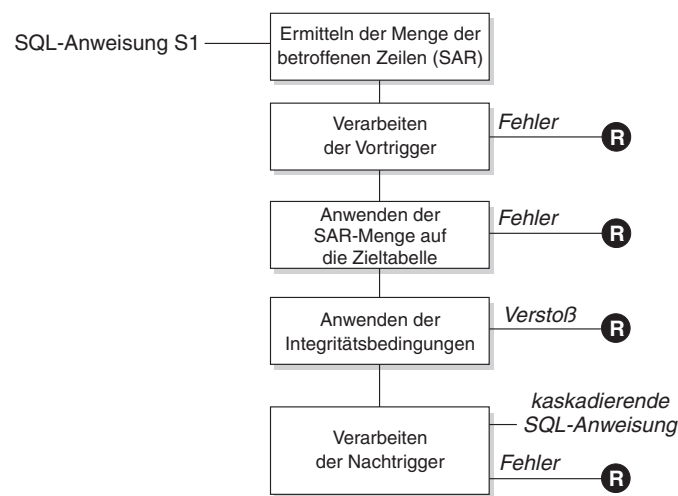 SQL-Anweisung S1
Ermitteln der Menge der
betroffenen Zeilen (SAR)
Verarbeiten
der Vortrigger
Fehler
R
Anwenden der
SAR-Menge auf
die Zieltabelle
Fehler
R
Anwenden der
Integritätsbedingungen
Verstoß
R
Verarbeiten
der Nachtrigger
kaskadierende
SQL-Anweisung
Fehler
R